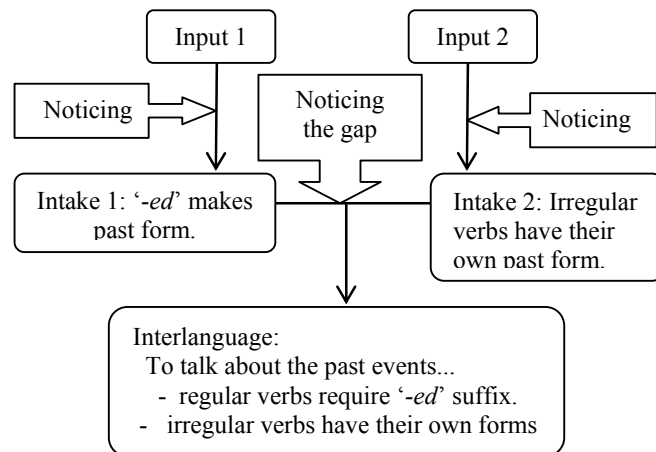 Input 1
Input 2
Noticing
Noticing
the gap
Noticing
Intake 1: ‘-ed’ makes
past form.
Intake 2: Irregular
verbs have their
own past form.
Interlanguage:
To talk about the past events...
- regular verbs require ‘-ed’ suffix.
- irregular verbs have their own forms